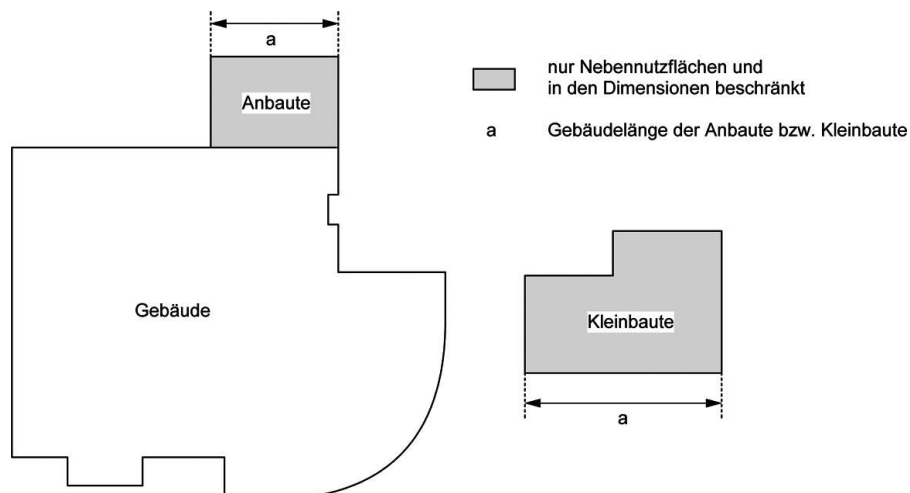 a
Anbaute
nur Nebennutzflächen und
in den Dimensionen beschränkt
a Gebäudelänge der Anbaute bzw. Kleinbaute
Gebäude
Kleinbaute
a